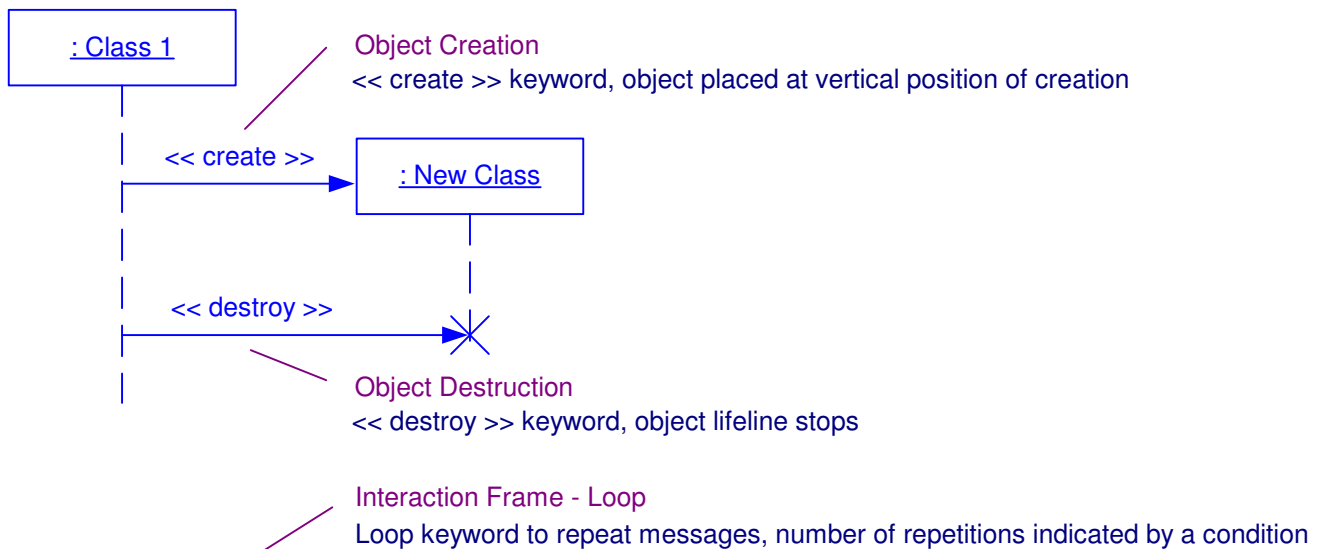 : Class 1
Object Creation
<< create >> keyword, object placed at vertical position of creation
<< create >>
: New Class
<< destroy >>
Object Destruction
<< destroy >> keyword, object lifeline stops
Interaction Frame - Loop
Loop keyword to repeat messages, number of repetitions indicated by a condition